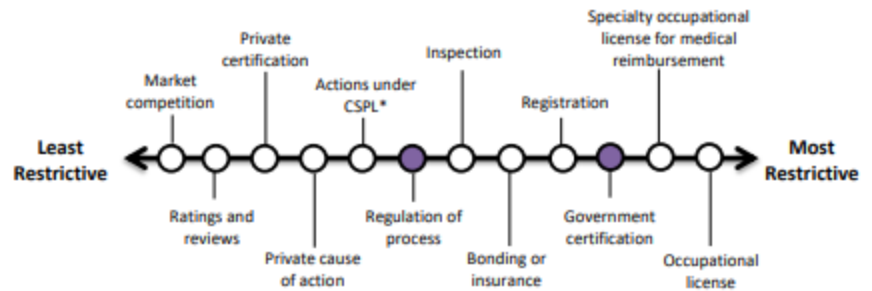 Least
Restrictive
Market
competition
Ratings and
reviews
Private
certification
Private cause
of action
Actions under
CSPL*
Regulation of
process
Inspection
Bonding or
insurance
Registration
Government
certification
Specialty occupational
license for medical
reimbursement
Occupational
license
Most
Restrictive